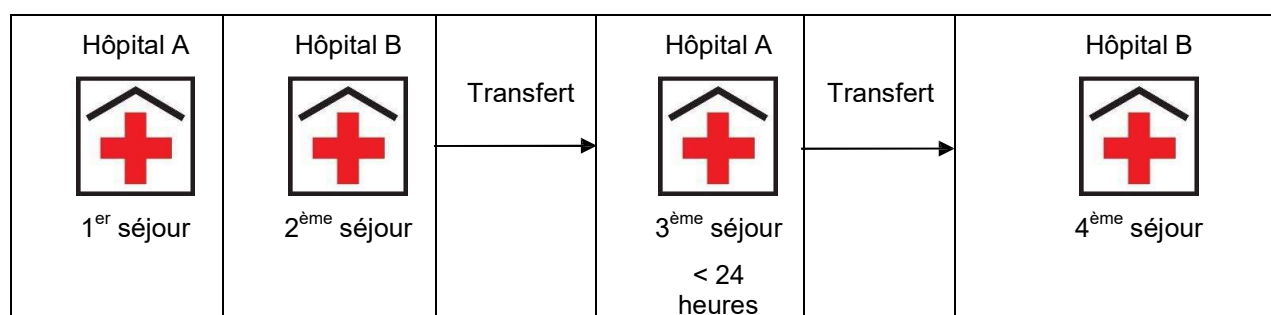 Hôpital A
Hôpital B
Transfert
Hôpital A
Transfert
Hôpital B
1er séjour
2ème séjour
3ème séjour
4ème séjour
< 24
heures